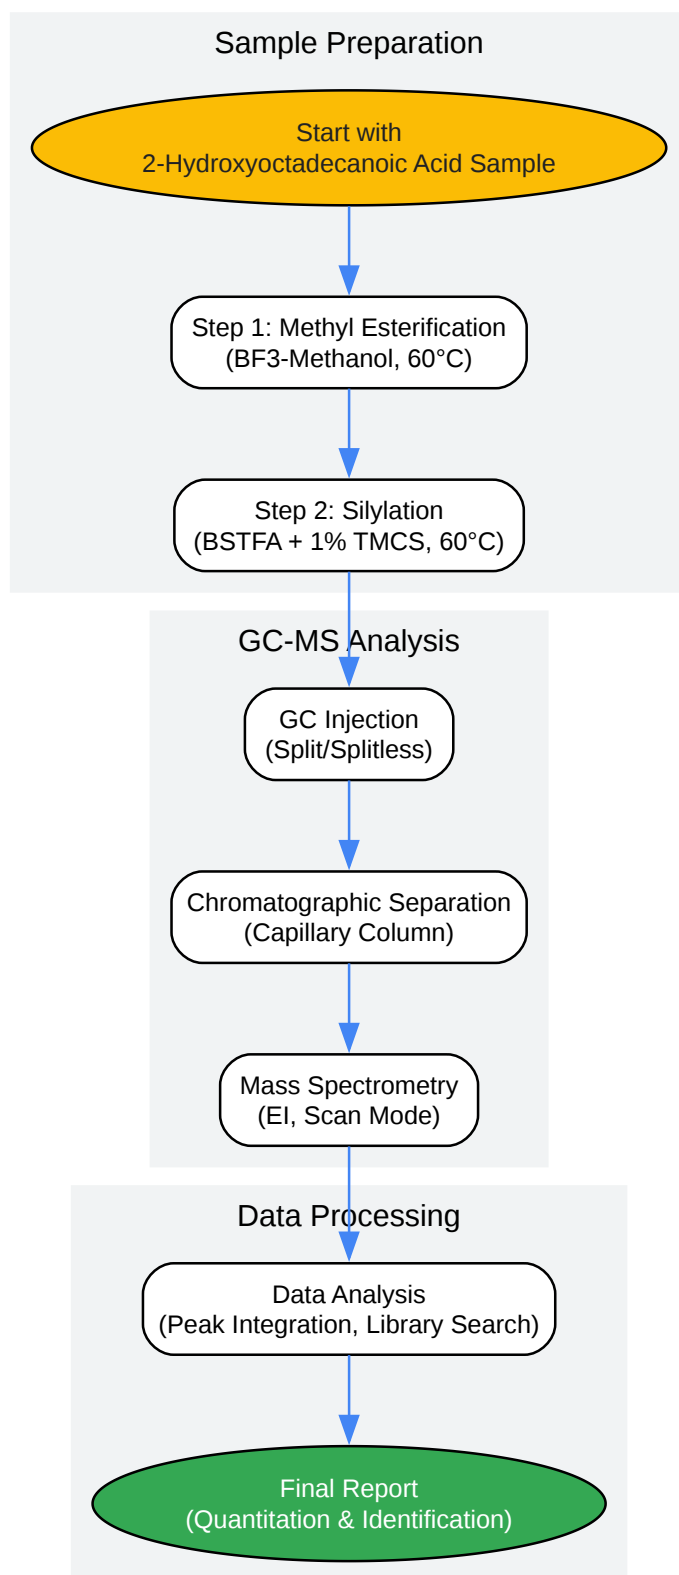 Sample Preparation
Start with
2-Hydroxyoctadecanoic Acid Sample
Step 1: Methyl Esterification
(BF3-Methanol, 60°C)
Step 2: Silylation
(BSTFA + 1% TMCS, 60°C)
GC-MS Analysis
GC Injection
(Split/Splitless)
Chromatographic Separation
(Capillary Column)
Mass Spectrometry
(EI, Scan Mode)
Data Processing
Data Analysis
(Peak Integration, Library Search)
Final Report
(Quantitation & Identification)